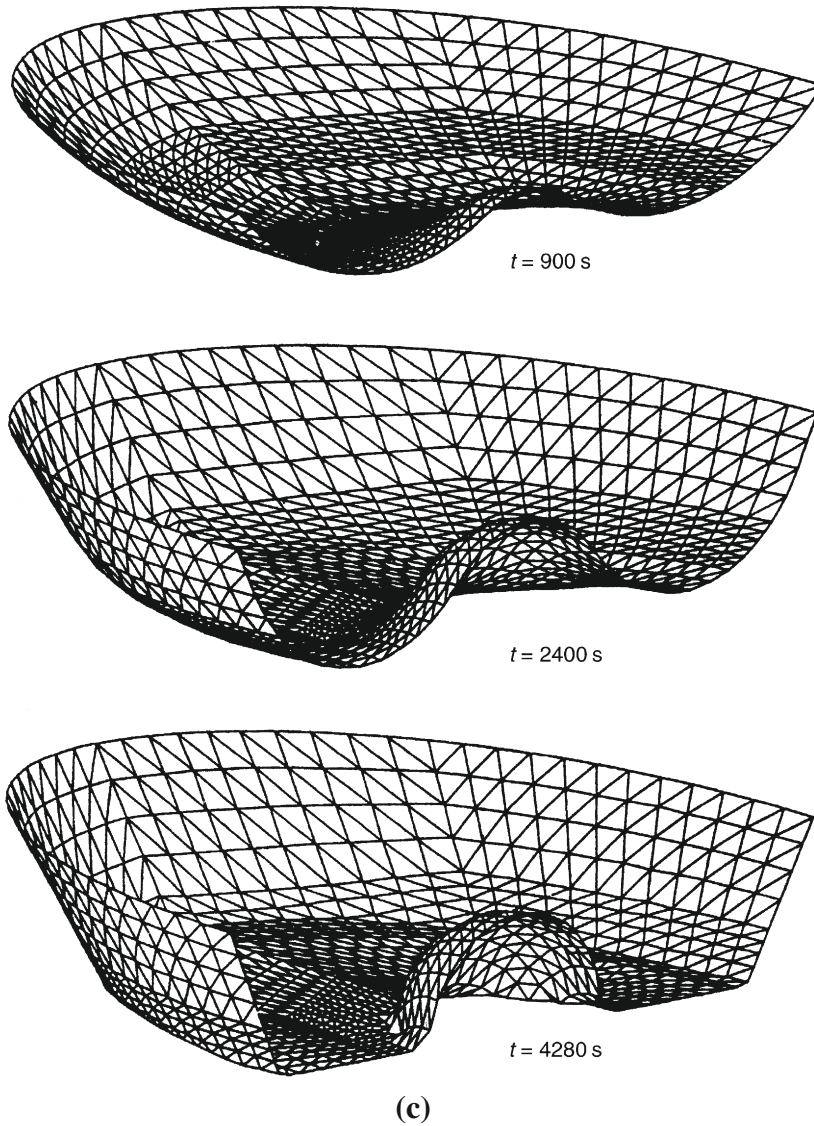 t = 900 s
t = 2400 s
t = 4280 s
(c)